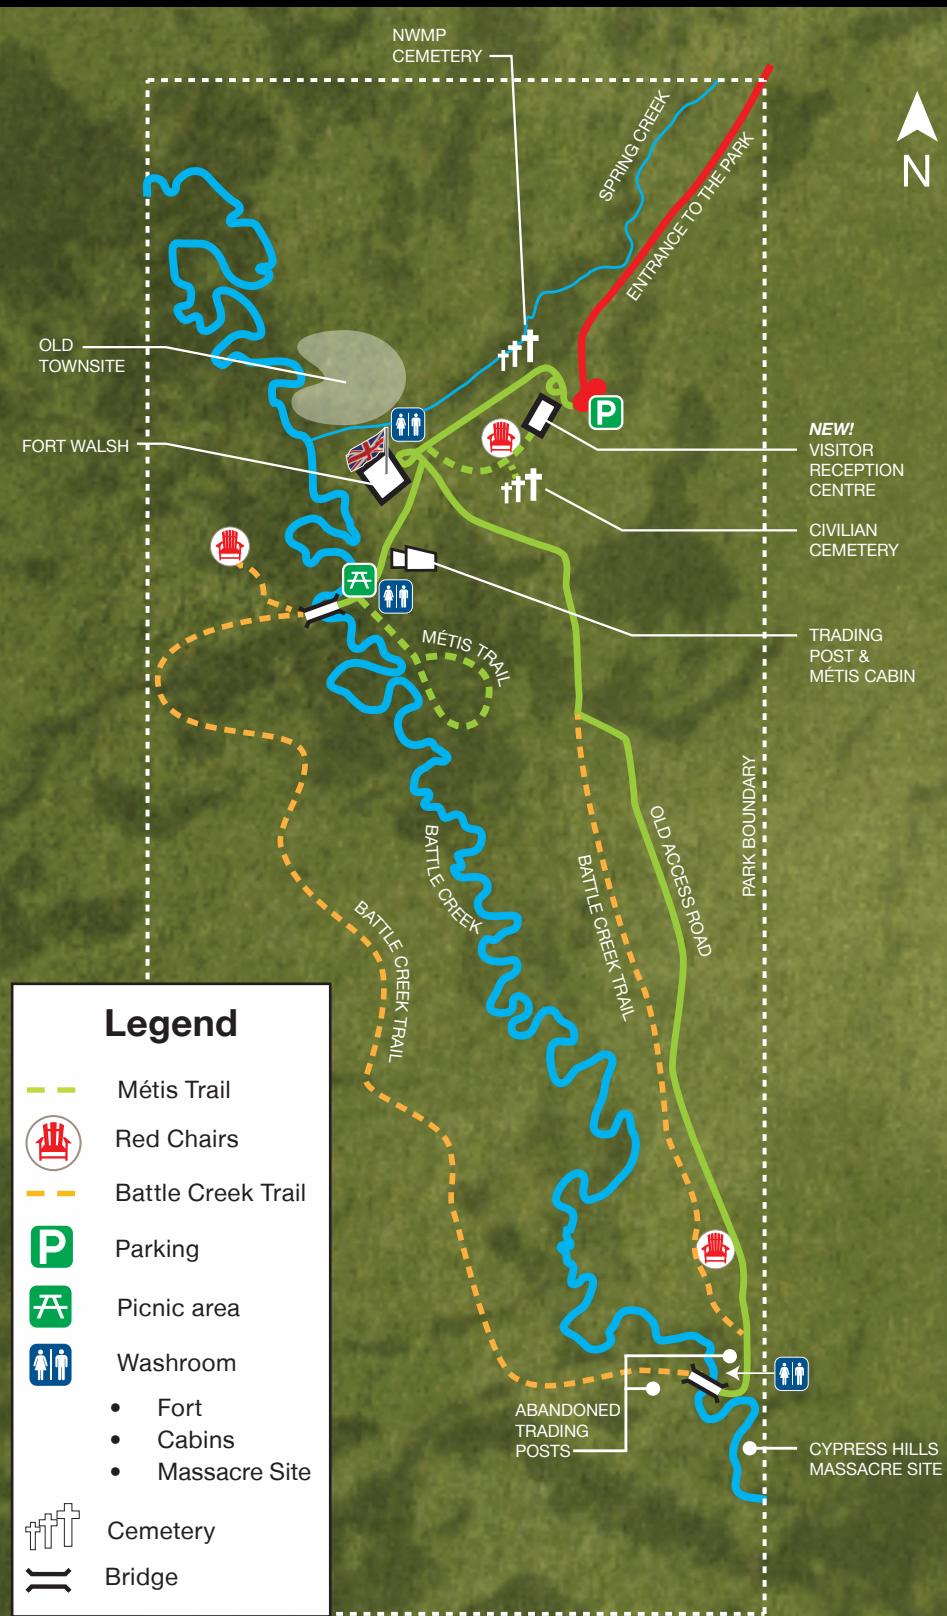 NWMP
CEMETERY
SPRING CREEK
ENTRANCE TO THE PARK
N
OLD
TOWNSITE
P
FORT WALSH
NEW!
VISITOR
RECEPTION
CENTRE
CIVILIAN
CEMETERY
MÉTIS TRAIL
TRADING
POST &
MÉTIS CABIN
PARK BOUNDARY
OLD ACCESS ROAD
BATTLE CREEK
BATTLE CREEK TRAIL
BATTLE CREEK TRAIL
ABANDONED
TRADING
POSTS
CYPRESS HILLS
MASSACRE SITE
Legend
Métis Trail
Red Chairs
Battle Creek Trail
P
Parking
Picnic area
Washroom
• Fort
• Cabins
• Massacre Site
Cemetery
Bridge